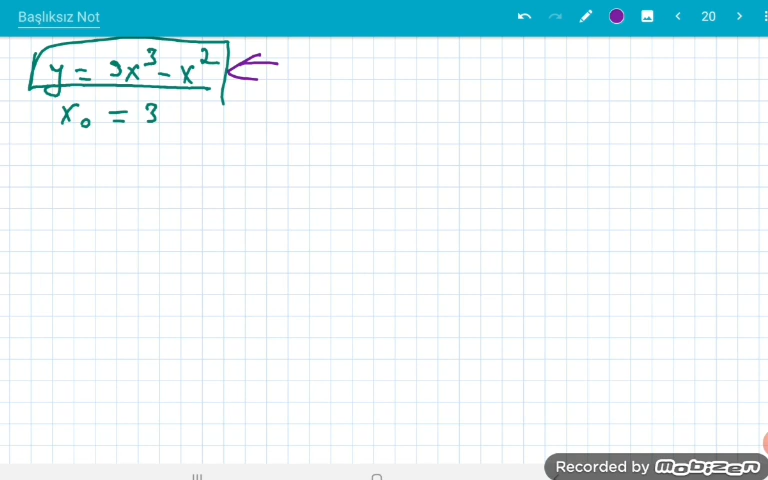 Başlıksız Not
20
y = 3x³ - x²
x₀ = 3
Recorded by mobizen